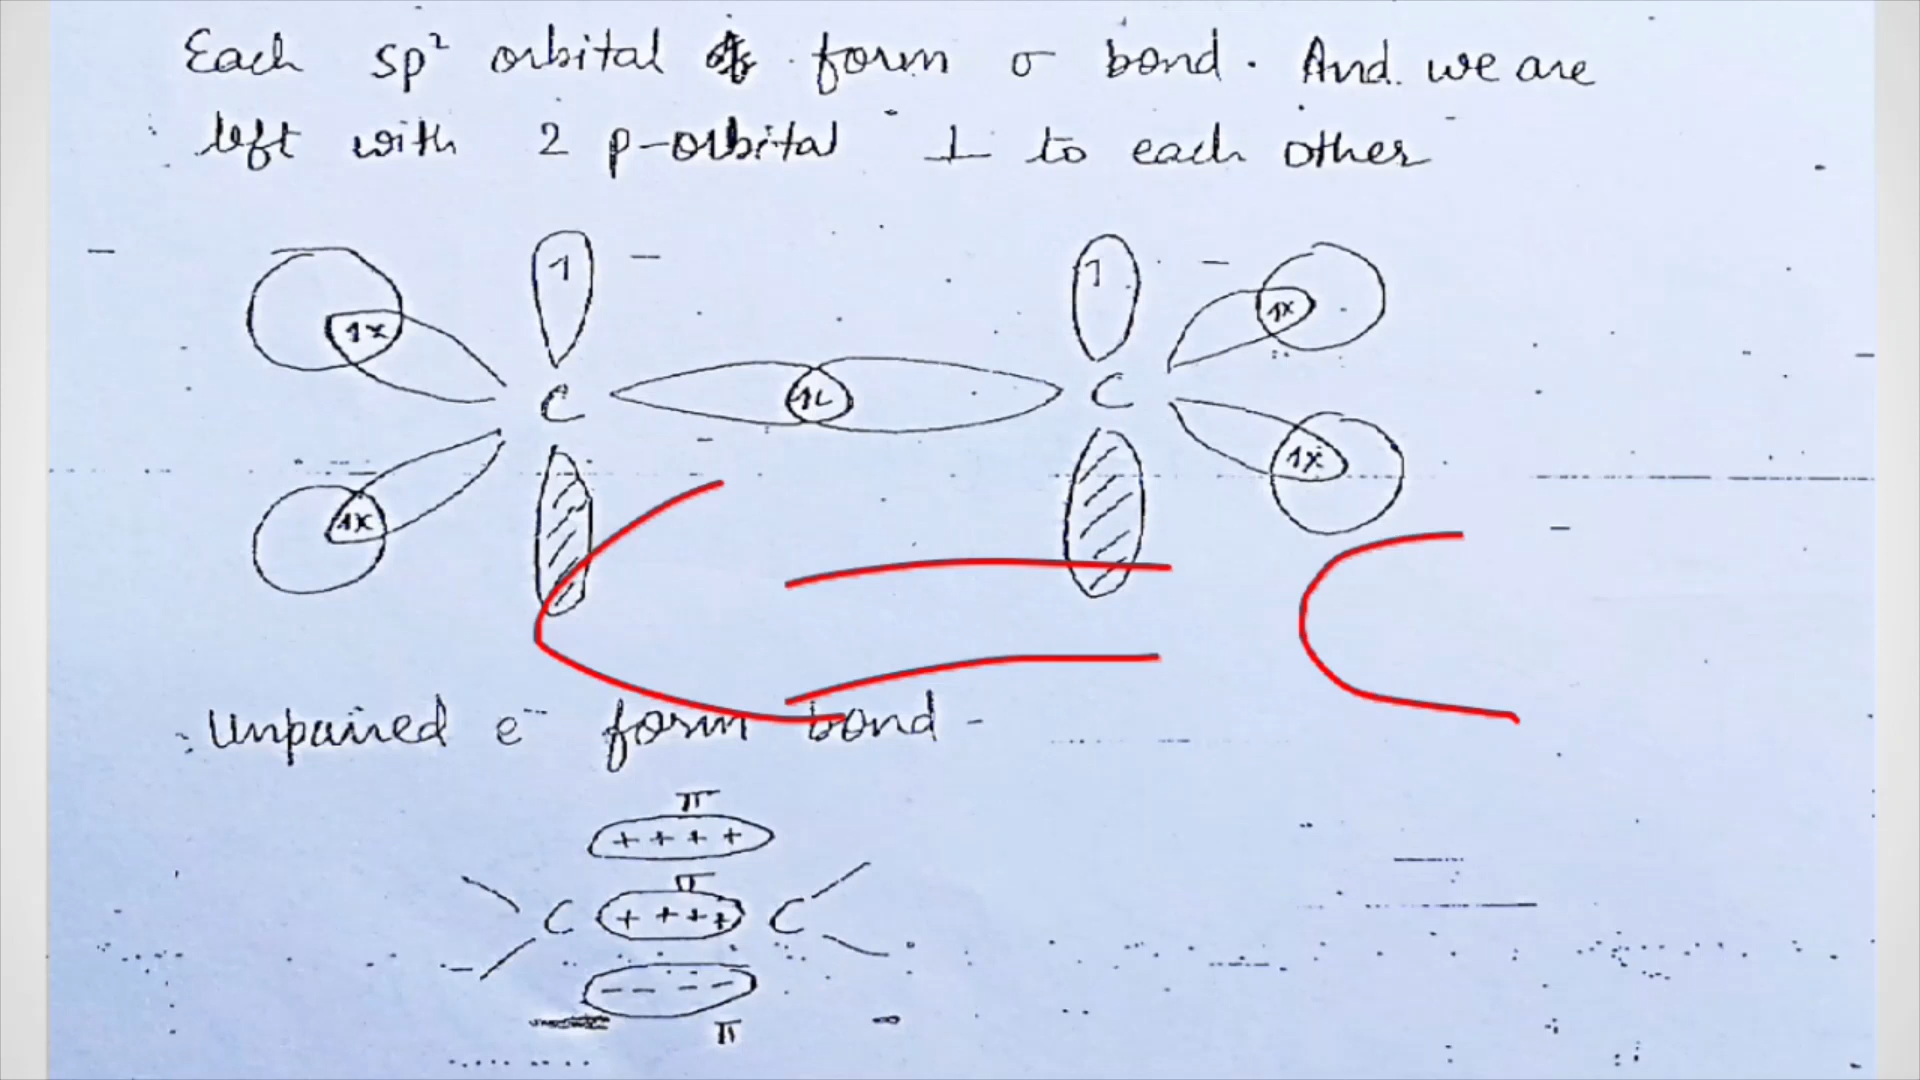 Each sp² orbital form σ bond. And we are
left with 2 p-orbital ⊥ to each other
1 1
1x 1x
C 1L C
1x 1x
C C
Unpaired e⁻ form bond -
π
+ + + +
π
C + + + + C
- - - -
π